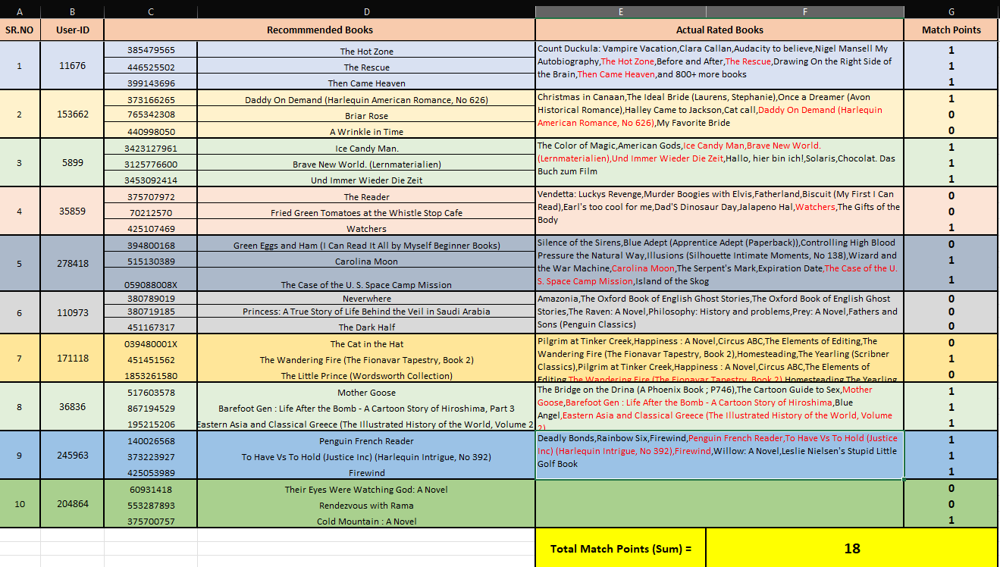 A B C D E F G
SR.NO User-ID Recommmended Books Actual Rated Books Match Points
1 11676
385479565 The Hot Zone
446525502 The Rescue
399143696 Then Came Heaven
Count Duckula: Vampire Vacation,Clara Callan,Audacity to believe,Nigel Mansell My
Autobiography,The Hot Zone,Before and After,The Rescue,Drawing On the Right Side of
the Brain,Then Came Heaven,and 800+ more books
1
1
1
2 153662
373166265 Daddy On Demand (Harlequin American Romance, No 626)
765342308 Briar Rose
440998050 A Wrinkle in Time
Christmas in Canaan,The Ideal Bride (Laurens, Stephanie),Once a Dreamer (Avon
Historical Romance),Halley Came to Jackson,Cat call,Daddy On Demand (Harlequin
American Romance, No 626),My Favorite Bride
1
0
0
3 5899
3423127961 Ice Candy Man.
3125776600 Brave New World. (Lernmaterialien)
3453092414 Und Immer Wieder Die Zeit
The Color of Magic,American Gods,Ice Candy Man,Brave New World.
(Lernmaterialien),Und Immer Wieder Die Zeit,Hallo, hier bin ich!,Solaris,Chocolat. Das
Buch zum Film
1
1
1
4 35859
375707972 The Reader
70212570 Fried Green Tomatoes at the Whistle Stop Cafe
425107469 Watchers
Vendetta: Luckys Revenge,Murder Boogies with Elvis,Fatherland,Biscuit (My First I Can
Read),Earl's too cool for me,Dad'S Dinosaur Day,Jalapeno Hal,Watchers,The Gifts of the
Body
0
0
1
5 278418
394800168 Green Eggs and Ham (I Can Read It All by Myself Beginner Books)
515130389 Carolina Moon
059088008X The Case of the U. S. Space Camp Mission
Silence of the Sirens,Blue Adept (Apprentice Adept (Paperback)),Controlling High Blood
Pressure the Natural Way,Illusions (Silhouette Intimate Moments, No 138),Wizard and
the War Machine,Carolina Moon,The Serpent's Mark,Expiration Date,The Case of the U.
S. Space Camp Mission,Island of the Skog
0
1
1
6 110973
380789019 Neverwhere
380719185 Princess: A True Story of Life Behind the Veil in Saudi Arabia
451167317 The Dark Half
Amazonia,The Oxford Book of English Ghost Stories,The Oxford Book of English Ghost
Stories,The Raven: A Novel,Philosophy: History and problems,Prey: A Novel,Fathers and
Sons (Penguin Classics)
0
0
0
7 171118
039480001X The Cat in the Hat
451451562 The Wandering Fire (The Fionavar Tapestry, Book 2)
1853261580 The Little Prince (Wordsworth Collection)
Pilgrim at Tinker Creek,Happiness : A Novel,Circus ABC,The Elements of Editing,The
Wandering Fire (The Fionavar Tapestry, Book 2),Homesteading,The Yearling (Scribner
Classics),Pilgrim at Tinker Creek,Happiness : A Novel,Circus ABC,The Elements of
Editing,The Wandering Fire (The Fionavar Tapestry, Book 2),Homesteading,The Yearling
0
1
0
8 36836
517603578 Mother Goose
867194529 Barefoot Gen : Life After the Bomb - A Cartoon Story of Hiroshima, Part 3
195215206 Eastern Asia and Classical Greece (The Illustrated History of the World, Volume 2
The Bridge on the Drina (A Phoenix Book ; P746),The Cartoon Guide to Sex,Mother
Goose,Barefoot Gen : Life After the Bomb - A Cartoon Story of Hiroshima,Blue
Angel,Eastern Asia and Classical Greece (The Illustrated History of the World, Volume
2)
1
1
1
9 245963
140026568 Penguin French Reader
373223927 To Have Vs To Hold (Justice Inc) (Harlequin Intrigue, No 392)
425053989 Firewind
Deadly Bonds,Rainbow Six,Firewind,Penguin French Reader,To Have Vs To Hold (Justice
Inc) (Harlequin Intrigue, No 392),Firewind,Willow: A Novel,Leslie Nielsen's Stupid Little
Golf Book
1
1
1
10 204864
60931418 Their Eyes Were Watching God: A Novel
553287893 Rendezvous with Rama
375700757 Cold Mountain : A Novel
0
0
1
Total Match Points (Sum) = 18